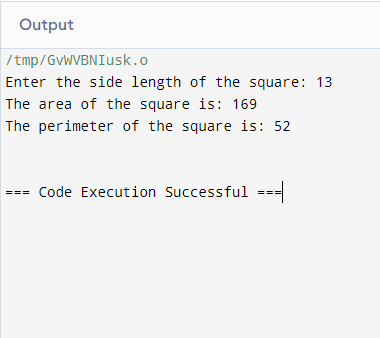 Output
/tmp/GvWVBNIusk.o
Enter the side length of the square: 13
The area of the square is: 169
The perimeter of the square is: 52
=== Code Execution Successful ===